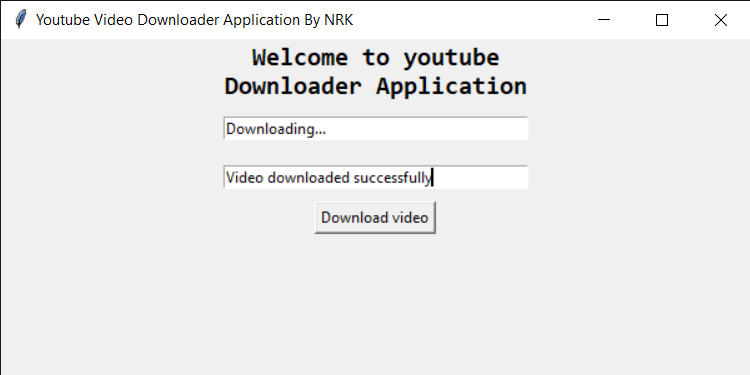 Youtube Video Downloader Application By NRK
Welcome to youtube
Downloader Application
Downloading...
Video downloaded successfully
Download video